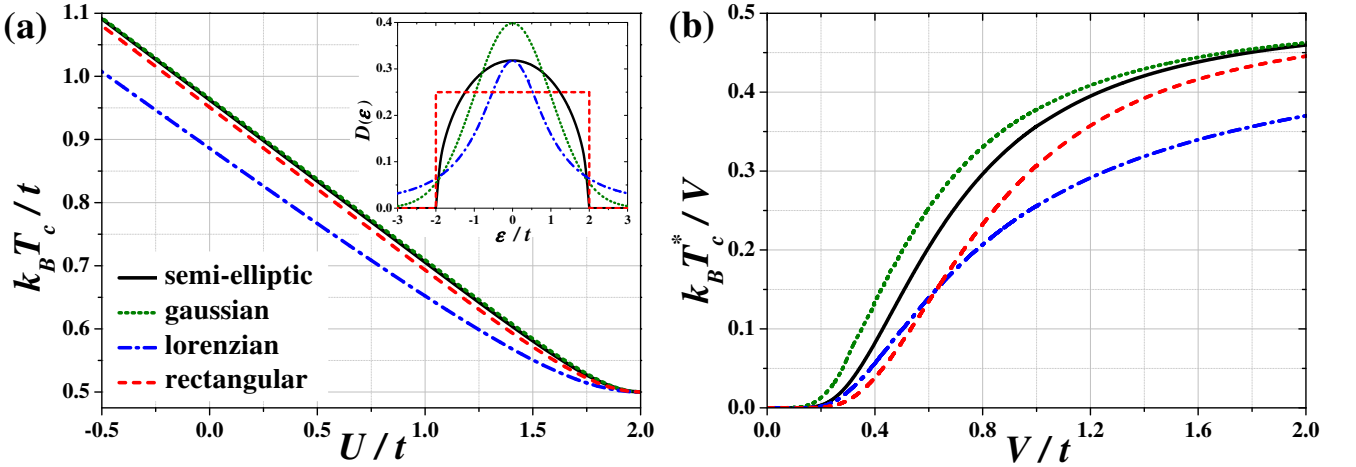 (a)
k_B T_c / t
1.1
1.0
0.9
0.8
0.7
0.6
0.5
-0.5 0.0 0.5 1.0 1.5 2.0
U / t
semi-elliptic
gaussian
lorenzian
rectangular
D(ε)
0.4
0.3
0.2
0.1
0.0
-3 -2 -1 0 1 2 3
ε / t
(b)
k_B T_c^* / V
0.5
0.4
0.3
0.2
0.1
0.0
0.0 0.4 0.8 1.2 1.6 2.0
V / t